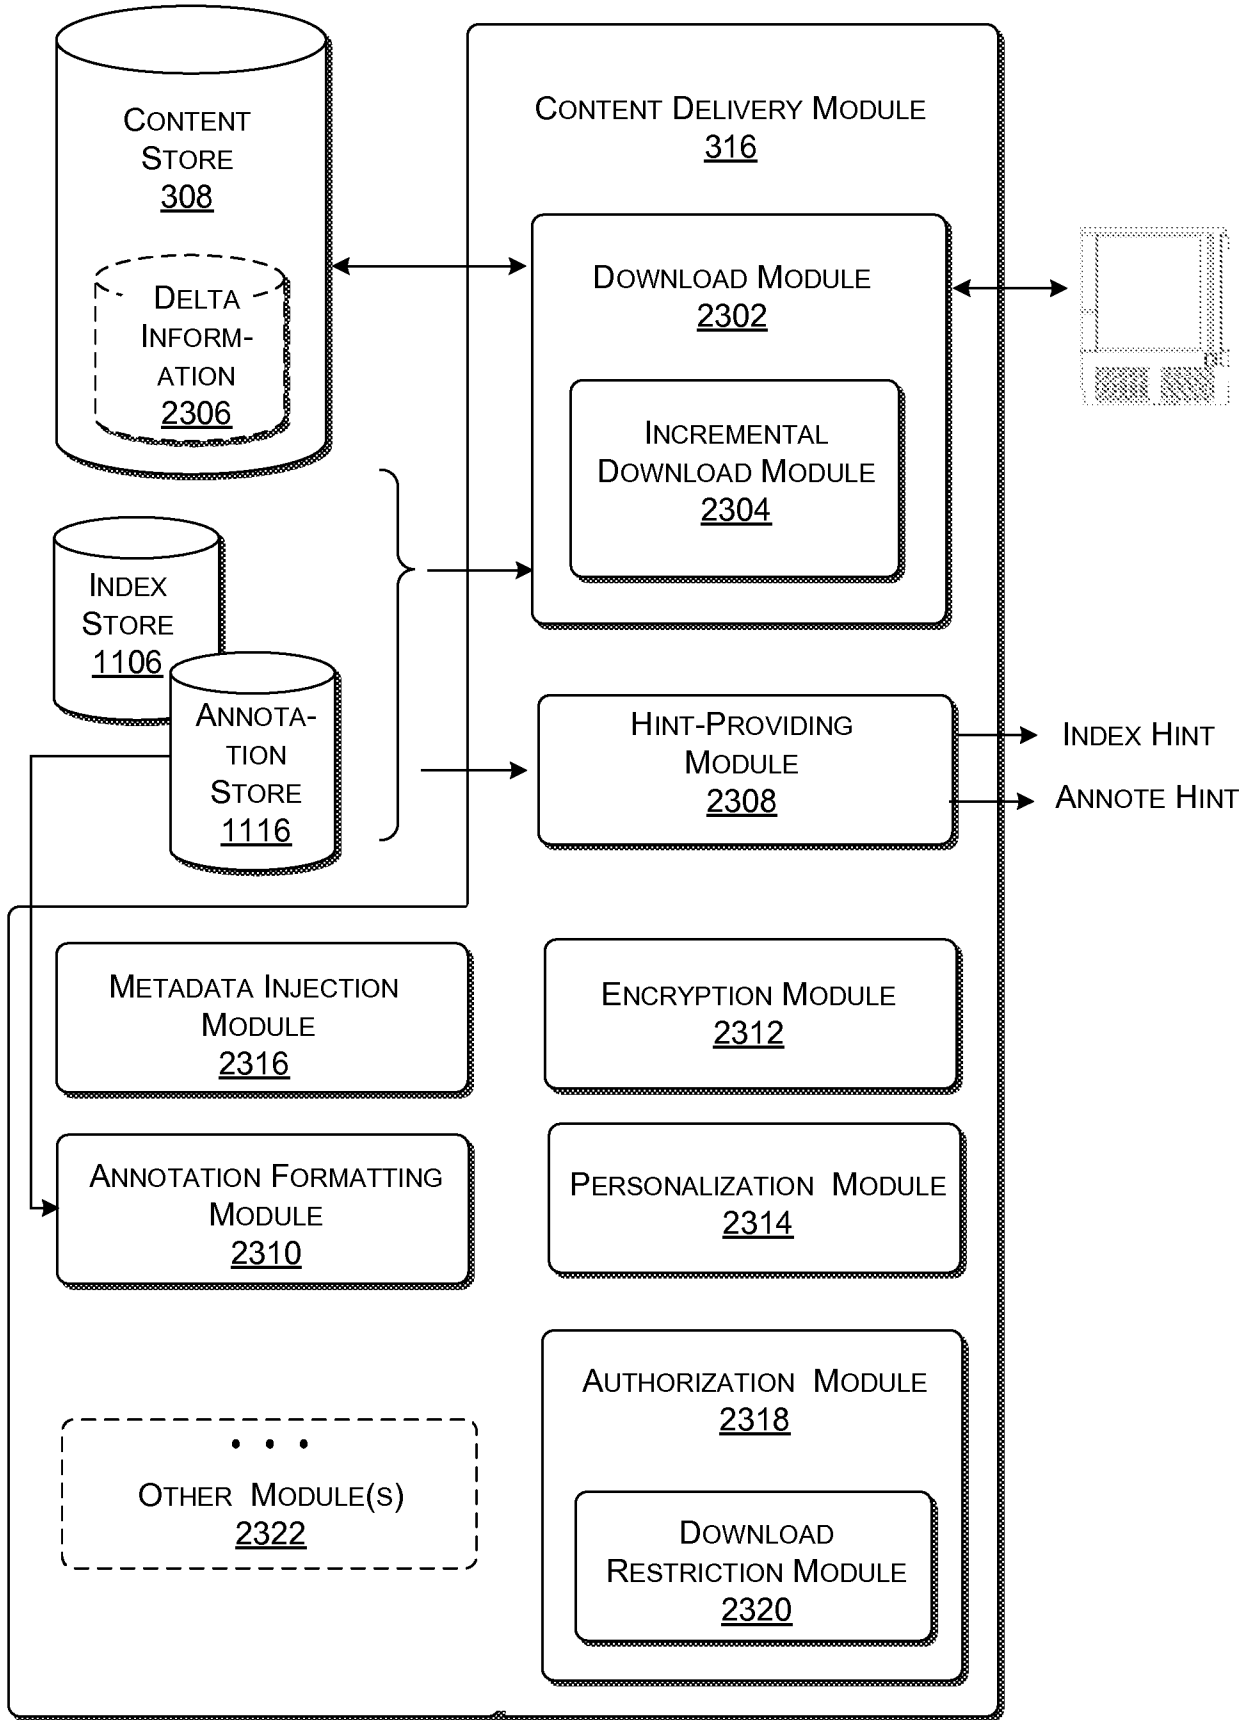 CONTENT
STORE
308
DELTA
INFORM-
ATION
2306
CONTENT DELIVERY MODULE
316
DOWNLOAD MODULE
2302
INCREMENTAL
DOWNLOAD MODULE
2304
INDEX
STORE
1106
ANNOTA-
TION
STORE
1116
HINT-PROVIDING
MODULE
2308
INDEX HINT
ANNOTE HINT
METADATA INJECTION
MODULE
2316
ENCRYPTION MODULE
2312
ANNOTATION FORMATTING
MODULE
2310
PERSONALIZATION MODULE
2314
AUTHORIZATION MODULE
2318
• • •
OTHER MODULE(S)
2322
DOWNLOAD
RESTRICTION MODULE
2320